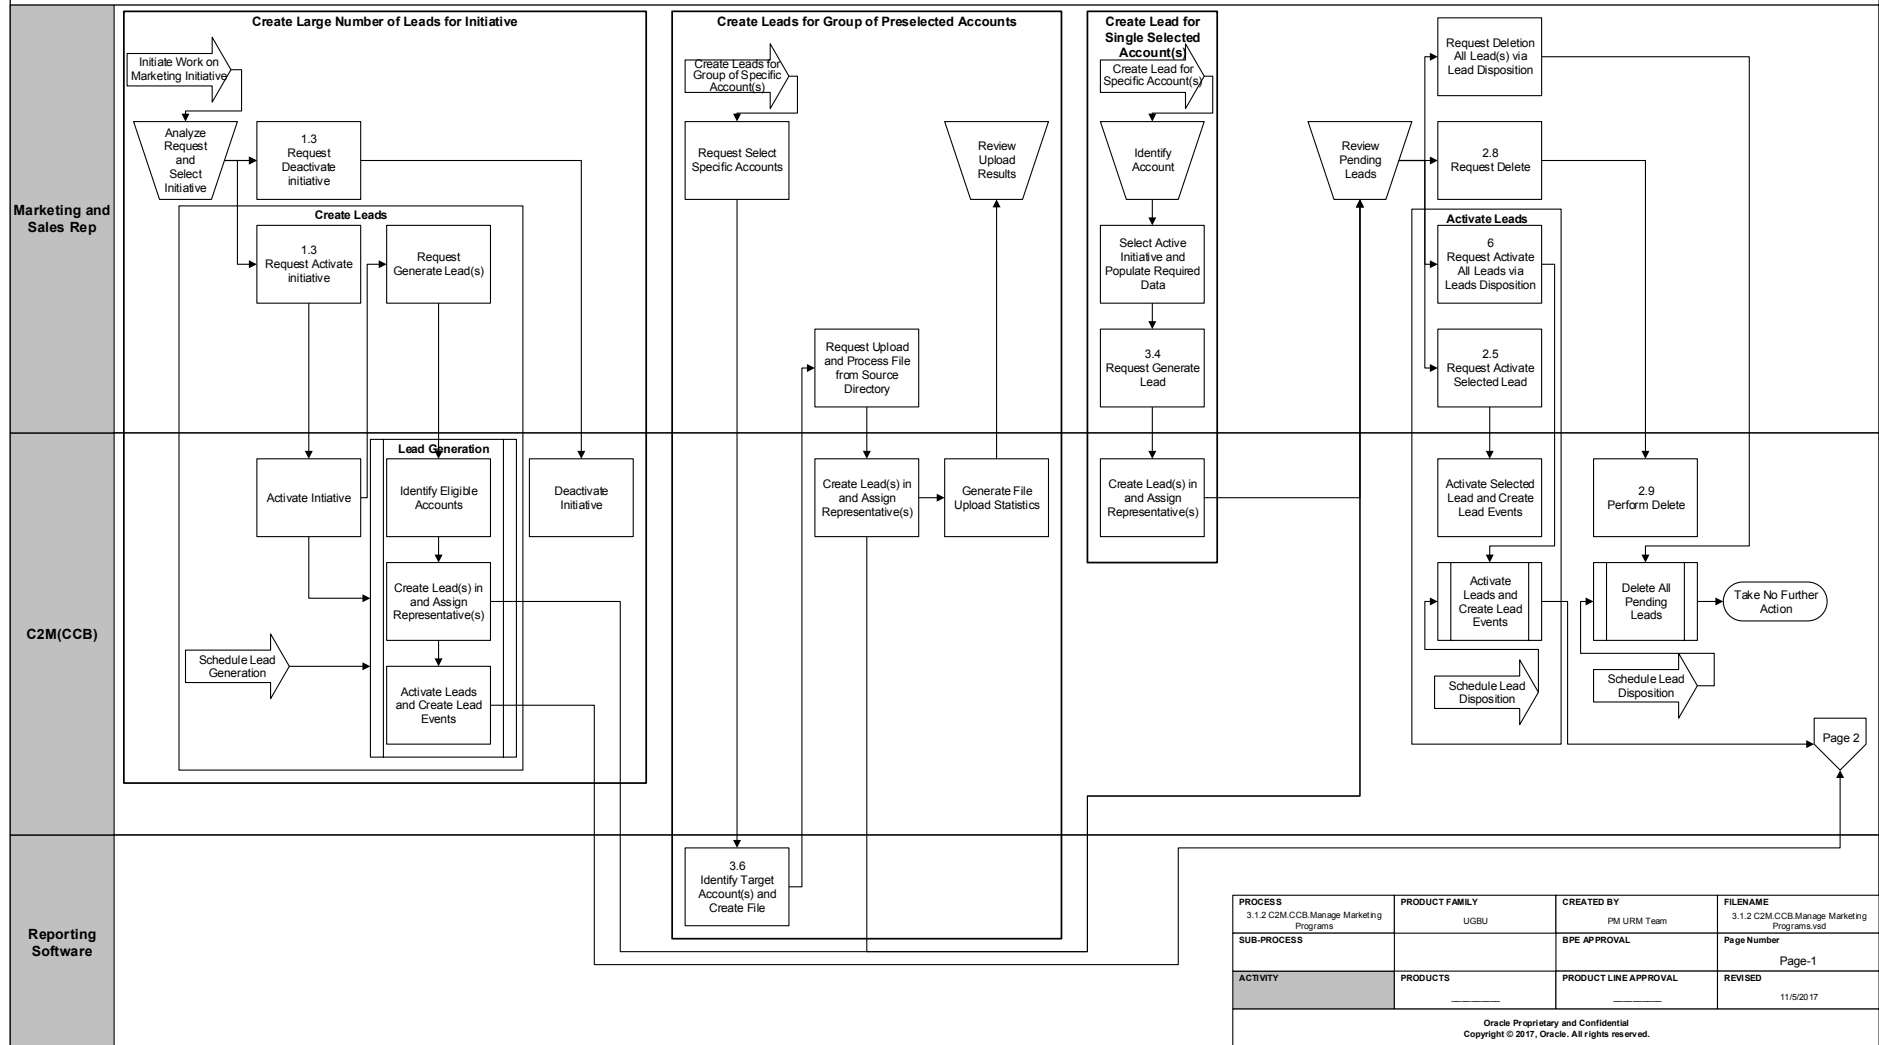 Create Large Number of Leads for Initiative
Initiate Work on
Marketing Initiative
Analyze
Request
and
Select
Initiative
1.3
Request
Deactivate
initiative
Create Leads
1.3
Request Activate
initiative
Request
Generate Lead(s)
Create Leads for Group of Preselected Accounts
Create Leads for
Group of Specific
Account(s)
Request Select
Specific Accounts
Review
Upload
Results
Request Upload
and Process File
from Source
Directory
Create Lead for
Single Selected
Account(s)
Create Lead for
Specific Account(s)
Identify
Account
Select Active
Initiative and
Populate Required
Data
3.4
Request Generate
Lead
Review
Pending
Leads
Request Deletion
All Lead(s) via
Lead Disposition
2.8
Request Delete
Activate Leads
6
Request Activate
All Leads via
Leads Disposition
2.5
Request Activate
Selected Lead
Marketing and
Sales Rep
Activate Intiative
Lead Generation
Identify Eligible
Accounts
Deactivate
Initiative
Create Lead(s) in
and Assign
Representative(s)
Schedule Lead
Generation
Activate Leads
and Create Lead
Events
Create Lead(s) in
and Assign
Representative(s)
Generate File
Upload Statistics
Create Lead(s) in
and Assign
Representative(s)
Activate Selected
Lead and Create
Lead Events
2.9
Perform Delete
Activate
Leads and
Create Lead
Events
Delete All
Pending
Leads
Take No Further
Action
Schedule Lead
Disposition
Schedule Lead
Disposition
Page 2
C2M(CCB)
3.6
Identify Target
Account(s) and
Create File
Reporting
Software
PROCESS
3.1.2 C2M.CCB.Manage Marketing
Programs
PRODUCT FAMILY
UGBU
CREATED BY
PM URM Team
FILENAME
3.1.2 C2M.CCB.Manage Marketing
Programs.vsd
SUB-PROCESS
BPE APPROVAL
Page Number
Page-1
ACTIVITY
PRODUCTS
PRODUCT LINE APPROVAL
REVISED
11/5/2017
Oracle Proprietary and Confidential
Copyright © 2017, Oracle. All rights reserved.